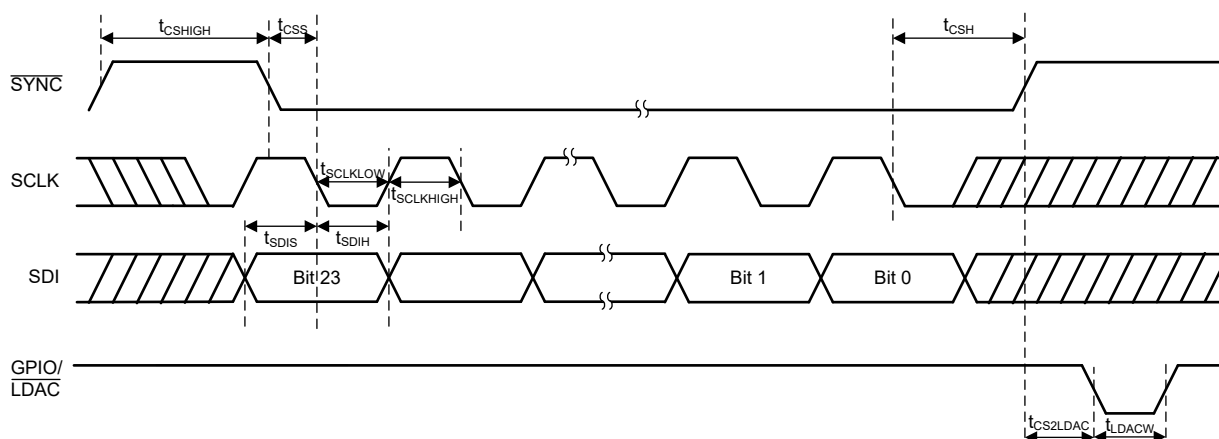 tCSHIGH
tCSS
tCSH
SYNC
SCLK
tSCLKLOW
tSCLKHIGH
tSDIS
tSDIH
SDI
Bit 23
Bit 1
Bit 0
GPIO/
LDAC
tCS2LDAC
tLDACW